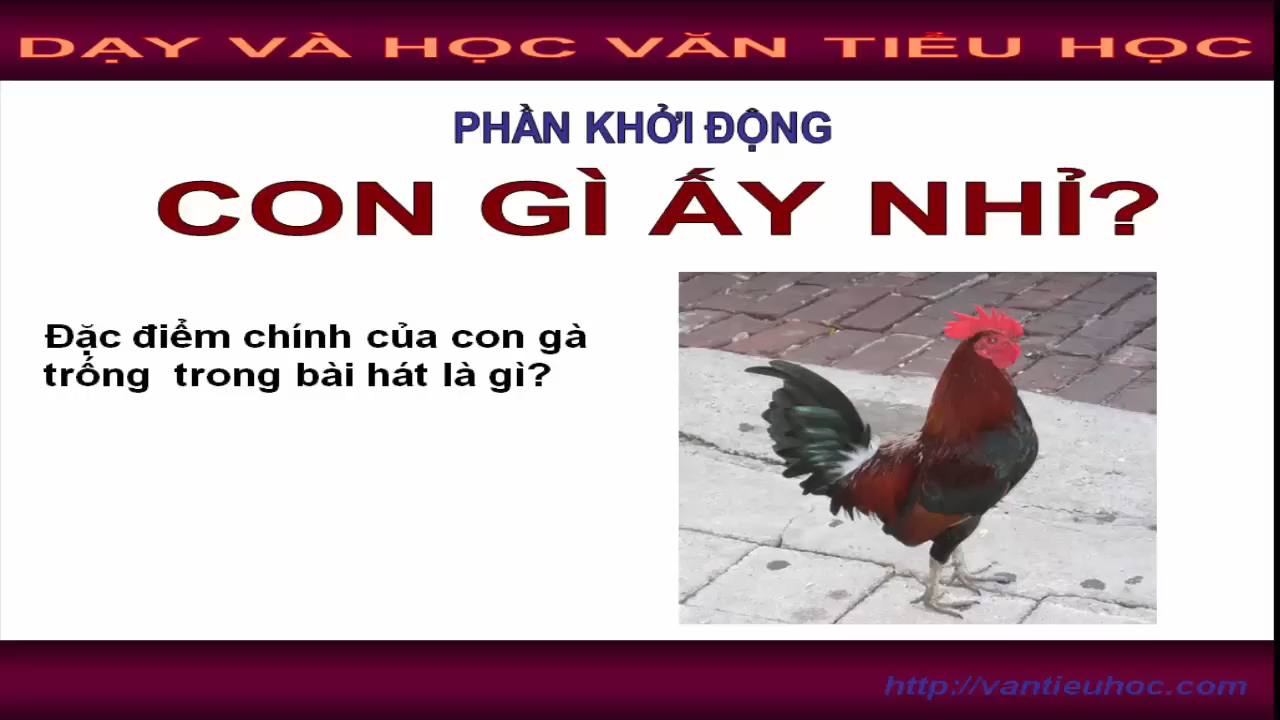 DẠY VÀ HỌC VĂN TIỂU HỌC
PHẦN KHỞI ĐỘNG
CON GÌ ẤY NHỈ?
Đặc điểm chính của con gà
trống trong bài hát là gì?
http://vantieuhoc.com